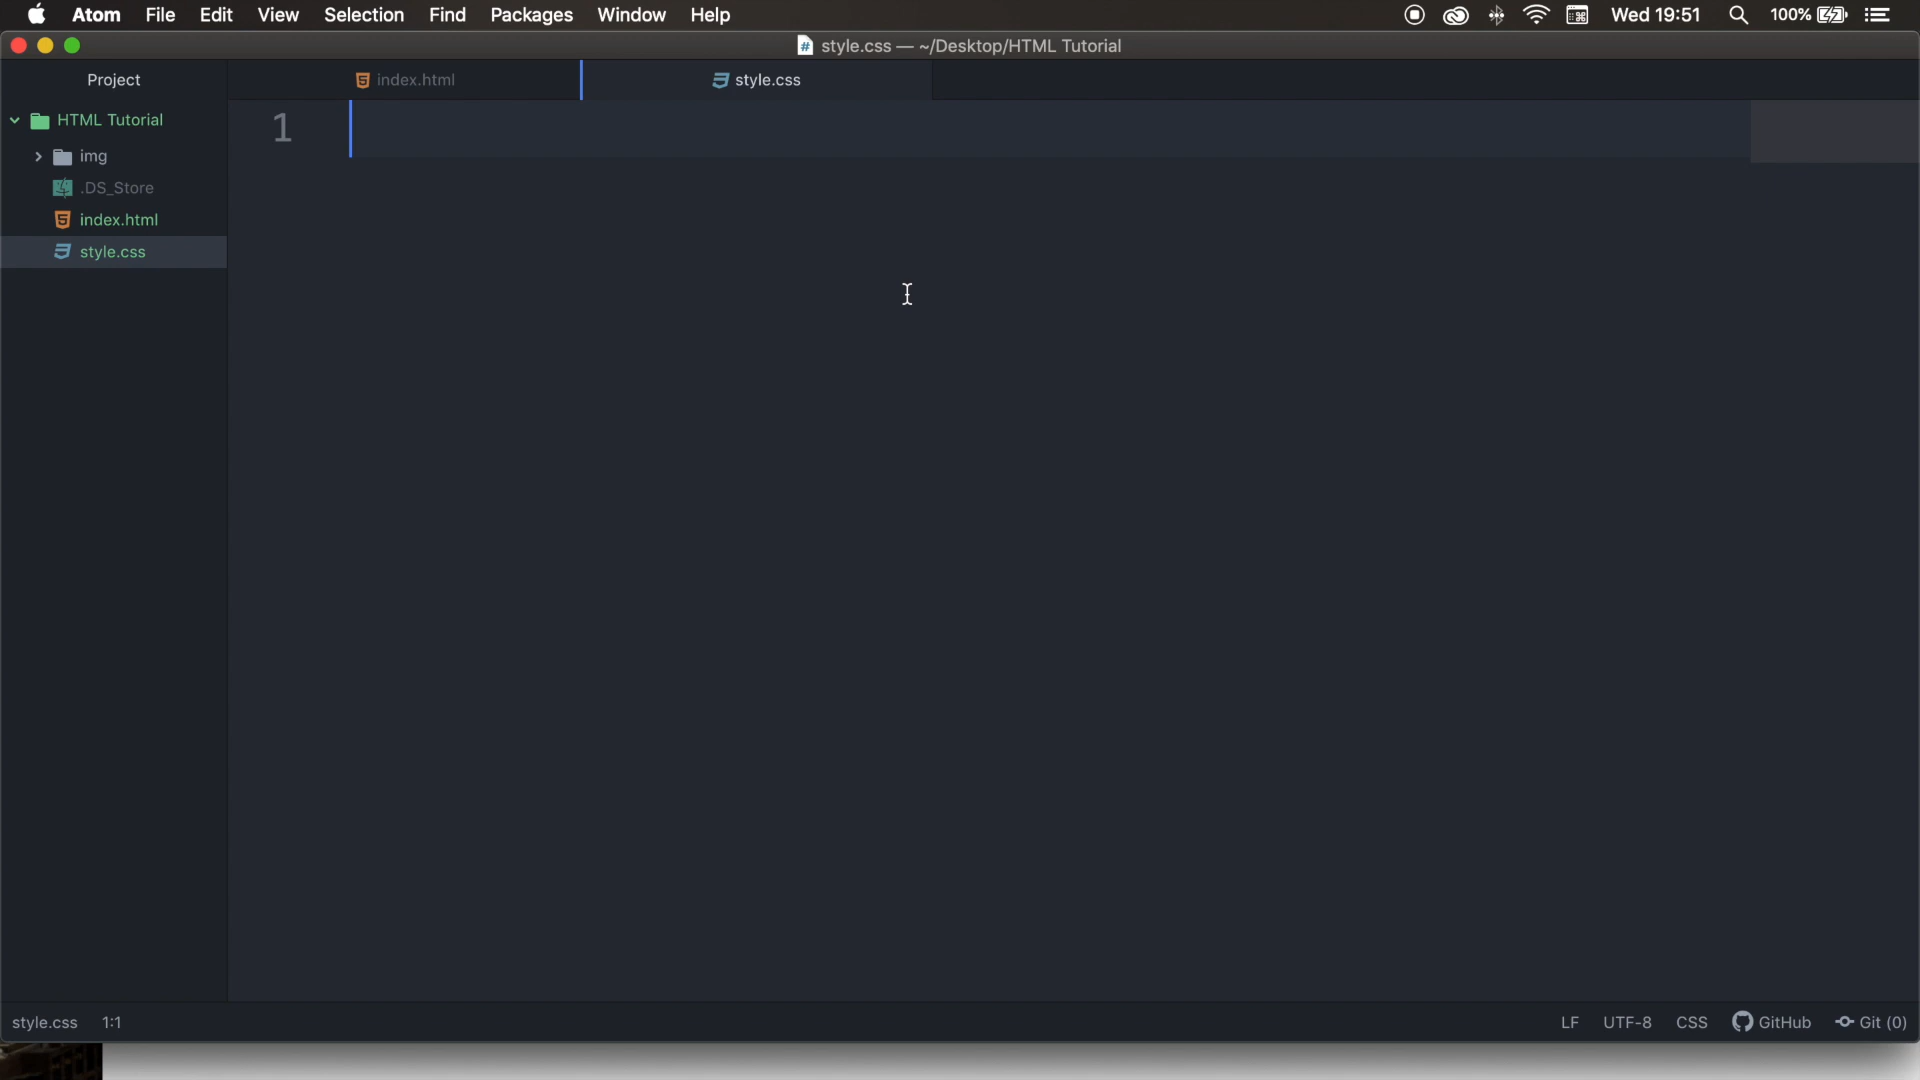 Atom File Edit View Selection Find Packages Window Help Wed 19:51 100%
style.css — ~/Desktop/HTML Tutorial
Project index.html style.css
HTML Tutorial
1
img
.DS_Store
index.html
style.css
style.css 1:1 LF UTF-8 CSS GitHub Git (0)